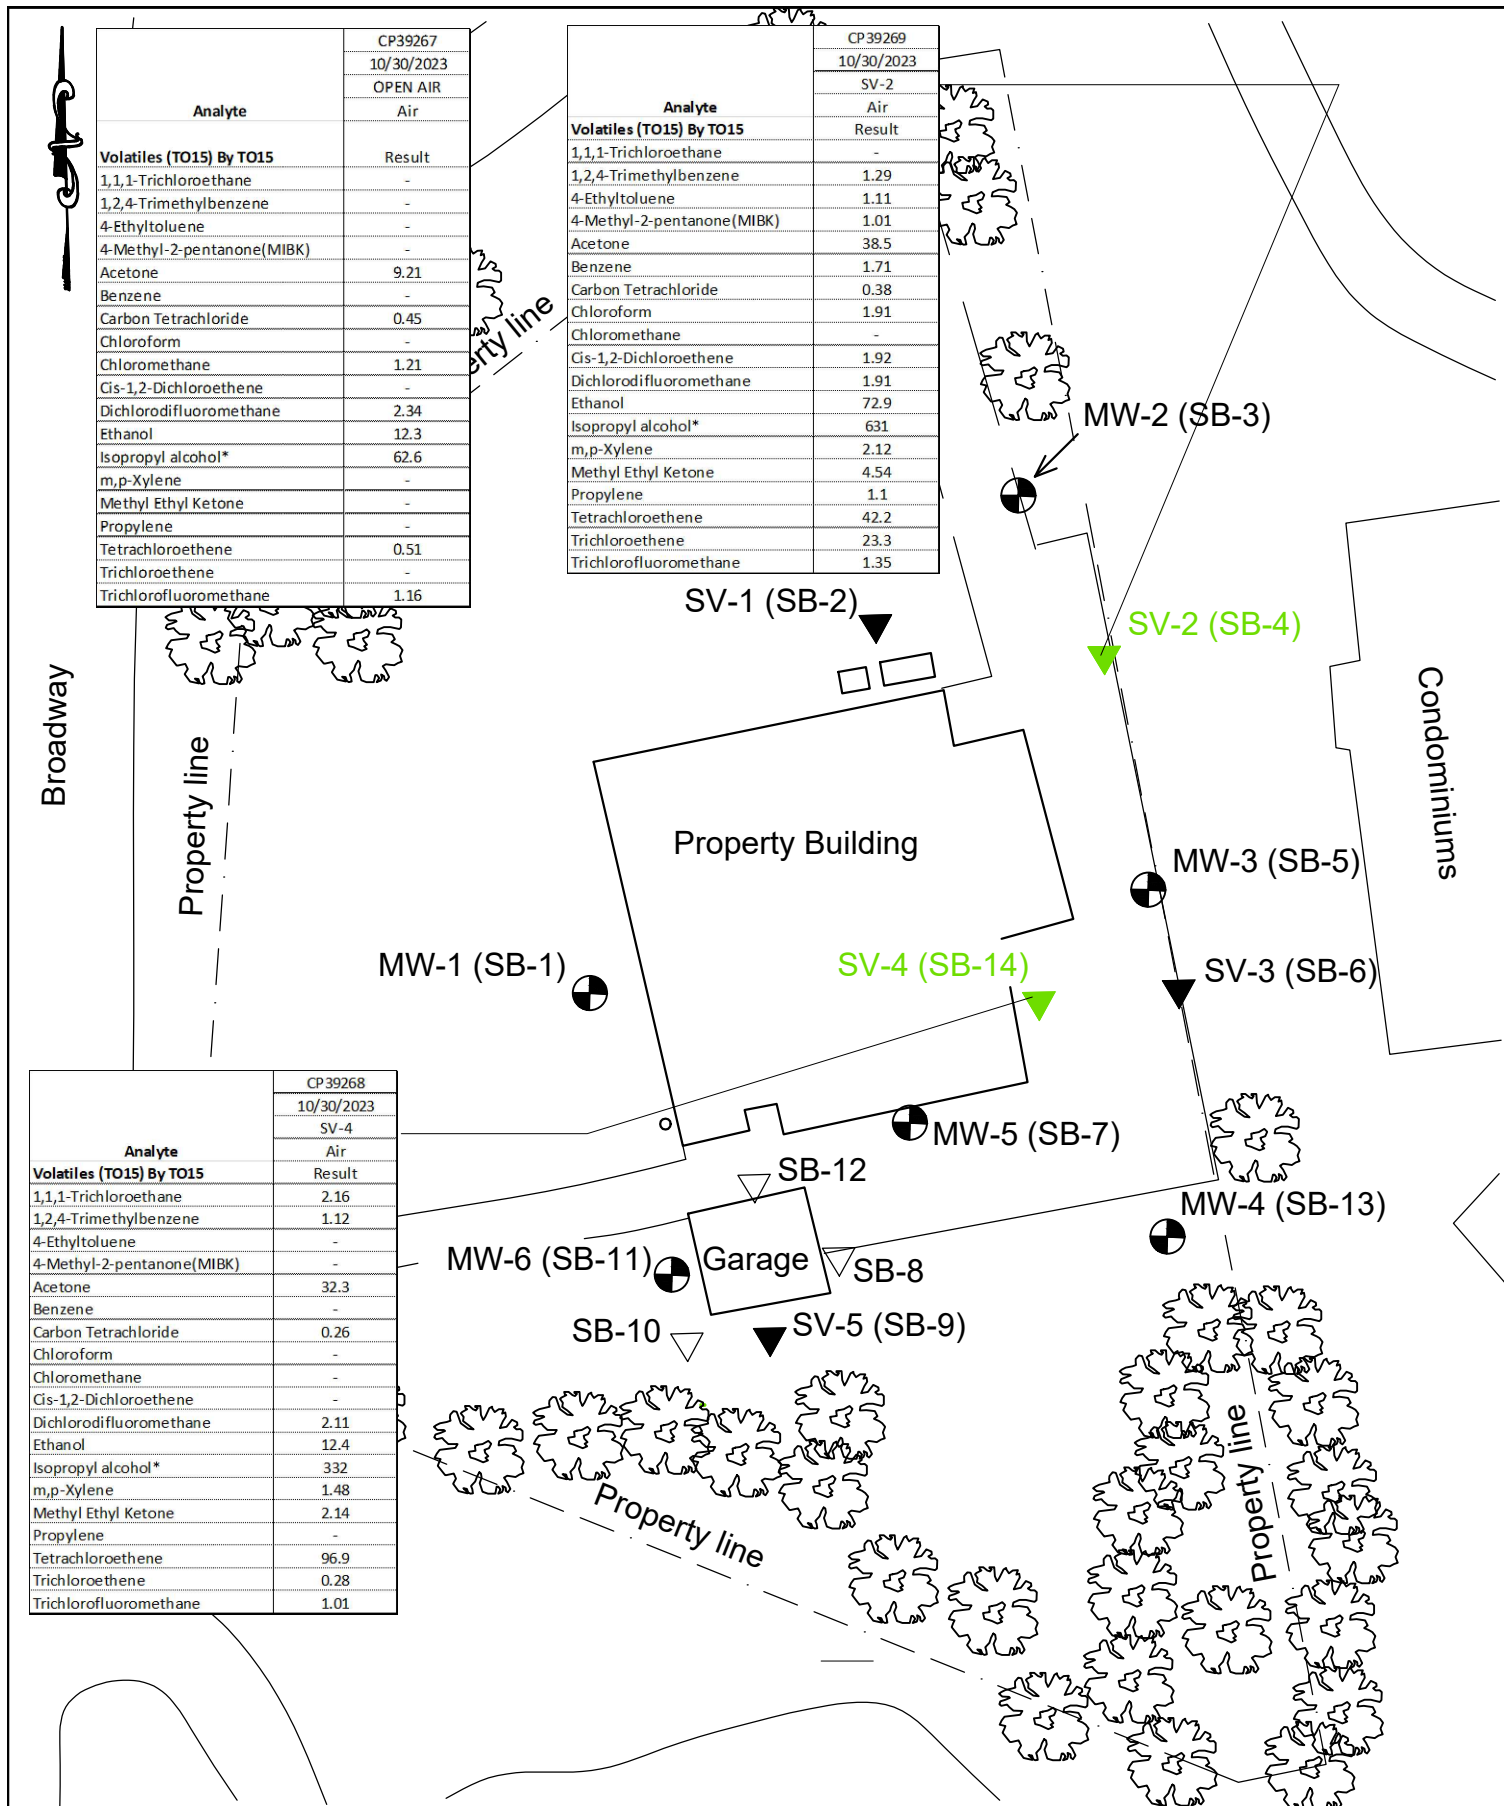 CP39267
10/30/2023
OPEN AIR
Analyte Air
Volatiles (TO15) By TO15 Result
1,1,1-Trichloroethane -
1,2,4-Trimethylbenzene -
4-Ethyltoluene -
4-Methyl-2-pentanone(MIBK) -
Acetone 9.21
Benzene -
Carbon Tetrachloride 0.45
Chloroform -
Chloromethane 1.21
Cis-1,2-Dichloroethene -
Dichlorodifluoromethane 2.34
Ethanol 12.3
Isopropyl alcohol* 62.6
m,p-Xylene -
Methyl Ethyl Ketone -
Propylene -
Tetrachloroethene 0.51
Trichloroethene -
Trichlorofluoromethane 1.16
CP39269
10/30/2023
SV-2
Analyte Air
Volatiles (TO15) By TO15 Result
1,1,1-Trichloroethane -
1,2,4-Trimethylbenzene 1.29
4-Ethyltoluene 1.11
4-Methyl-2-pentanone(MIBK) 1.01
Acetone 38.5
Benzene 1.71
Carbon Tetrachloride 0.38
Chloroform 1.91
Chloromethane -
Cis-1,2-Dichloroethene 1.92
Dichlorodifluoromethane 1.91
Ethanol 72.9
Isopropyl alcohol* 631
m,p-Xylene 2.12
Methyl Ethyl Ketone 4.54
Propylene 1.1
Tetrachloroethene 42.2
Trichloroethene 23.3
Trichlorofluoromethane 1.35
erty line
MW-2 (SB-3)
SV-1 (SB-2)
SV-2 (SB-4)
Broadway
Property line
Condominiums
Property Building
MW-3 (SB-5)
MW-1 (SB-1)
SV-4 (SB-14)
SV-3 (SB-6)
CP39268
10/30/2023
SV-4
Analyte Air
Volatiles (TO15) By TO15 Result
1,1,1-Trichloroethane 2.16
1,2,4-Trimethylbenzene 1.12
4-Ethyltoluene -
4-Methyl-2-pentanone(MIBK) -
Acetone 32.3
Benzene -
Carbon Tetrachloride 0.26
Chloroform -
Chloromethane -
Cis-1,2-Dichloroethene -
Dichlorodifluoromethane 2.11
Ethanol 12.4
Isopropyl alcohol* 332
m,p-Xylene 1.48
Methyl Ethyl Ketone 2.14
Propylene -
Tetrachloroethene 96.9
Trichloroethene 0.28
Trichlorofluoromethane 1.01
MW-5 (SB-7)
SB-12
MW-4 (SB-13)
MW-6 (SB-11)
Garage
SB-8
SB-10
SV-5 (SB-9)
Property line
Property line